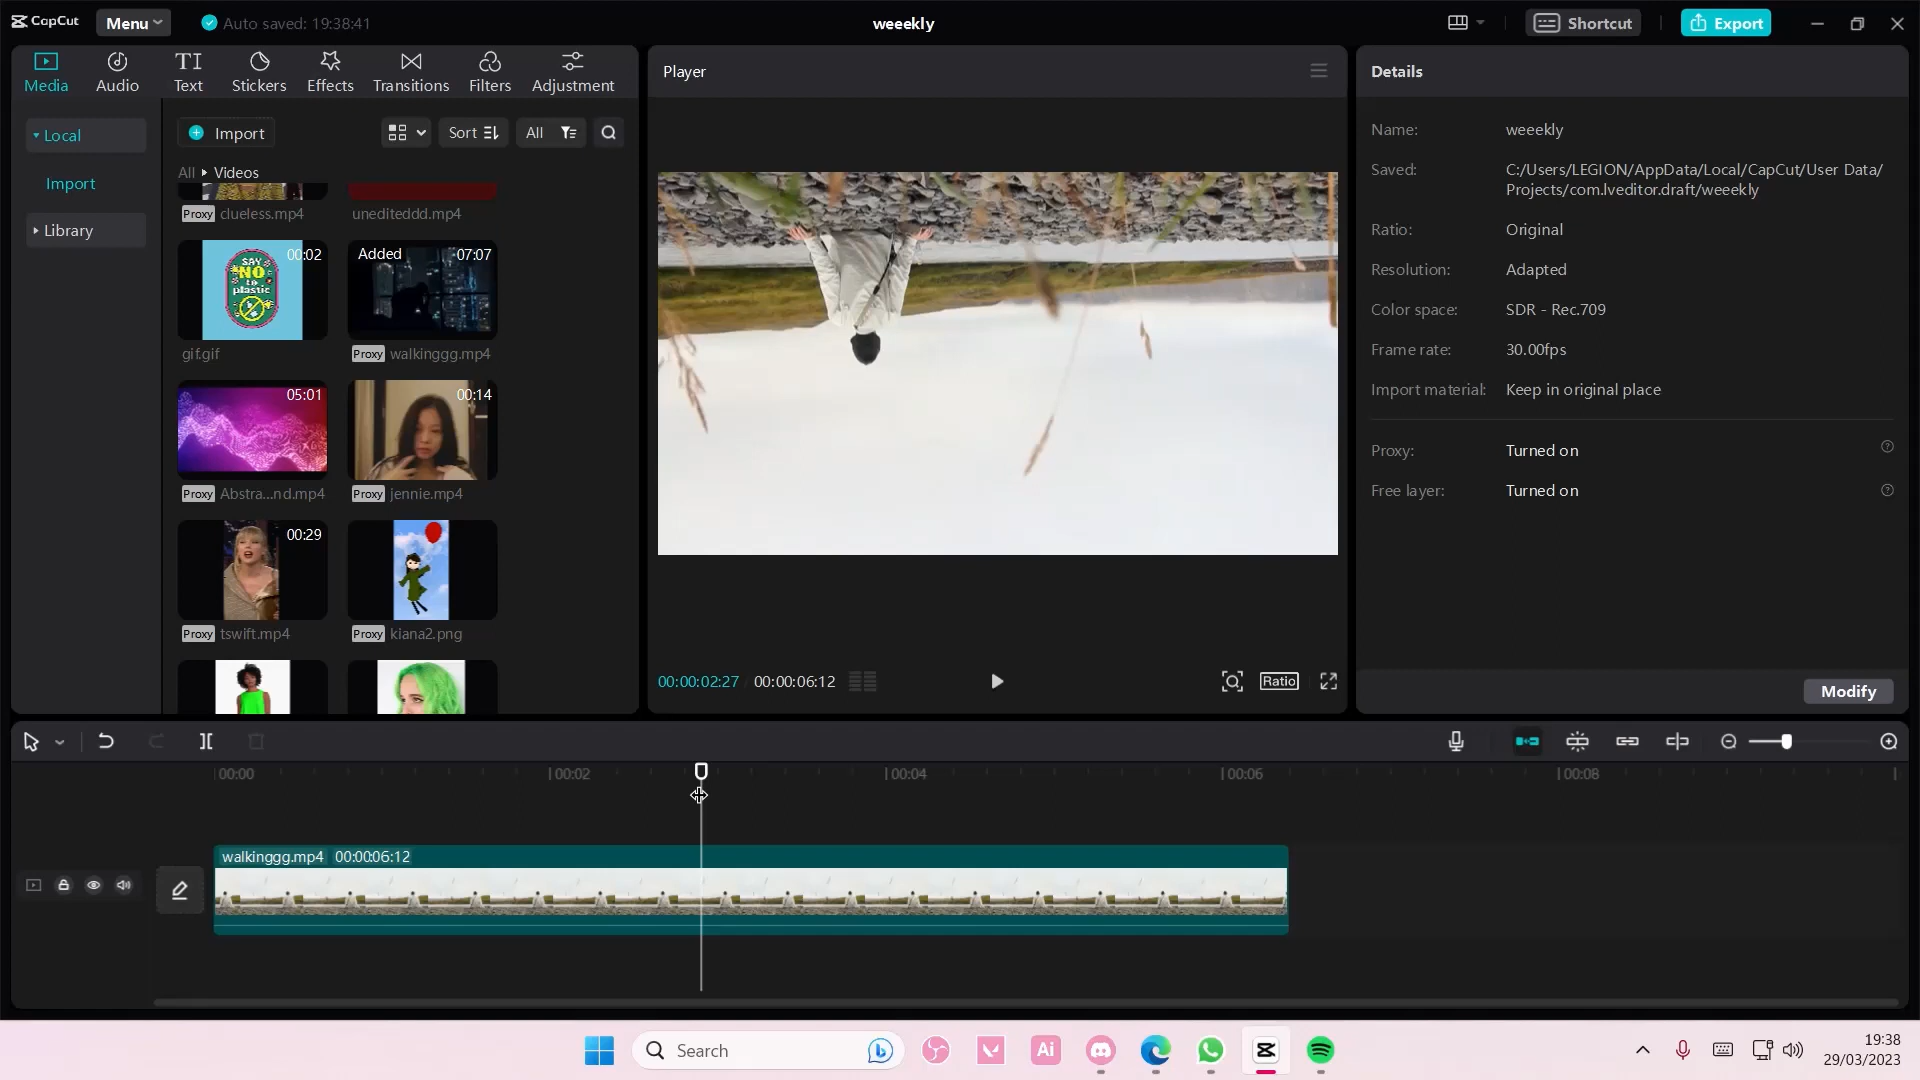 CapCut
Menu
Auto saved: 19:38:41
weeekly
Shortcut
Export
Media
Audio
TI
Text
Stickers
Effects
Transitions
Filters
Adjustment
Local
Import
Library
Import
Sort
All
All Videos
Proxy clueless.mp4
unediteddd.mp4
00:02
SAY
NO
to
plastic
gif.gif
Added
07:07
Proxy walkinggg.mp4
05:01
Proxy Abstra...nd.mp4
00:14
Proxy jennie.mp4
00:29
Proxy tswift.mp4
Proxy kiana2.png
Player
00:00:02:27 00:00:06:12
Ratio
Details
Name: weeekly
Saved: C:/Users/LEGION/AppData/Local/CapCut/User Data/
Projects/com.lveditor.draft/weeekly
Ratio: Original
Resolution: Adapted
Color space: SDR - Rec.709
Frame rate: 30.00fps
Import material: Keep in original place
Proxy: Turned on
Free layer: Turned on
Modify
00:00
00:02
00:04
00:06
00:08
walkinggg.mp4 00:00:06:12
Search
Ai
19:38
29/03/2023